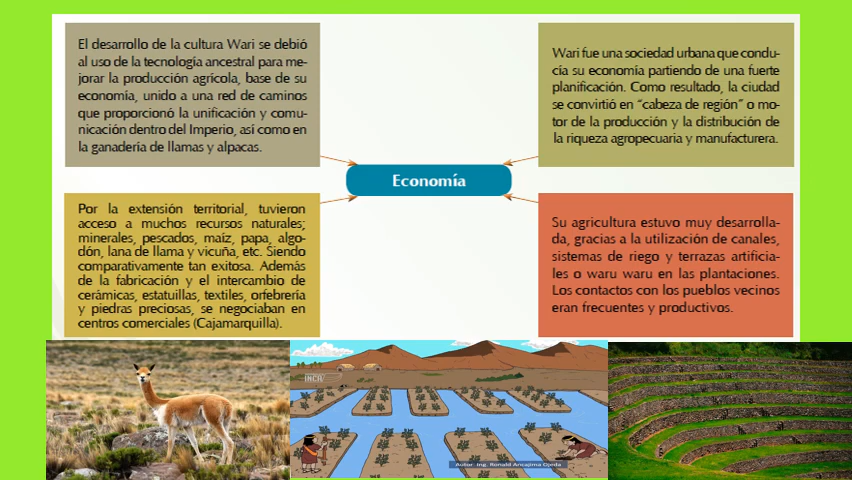 El desarrollo de la cultura Wari se debió
al uso de la tecnología ancestral para me-
jorar la producción agrícola, base de su
economía, unido a una red de caminos
que proporcionó la unificación y comu-
nicación dentro del Imperio, así como en
la ganadería de llamas y alpacas.
Wari fue una sociedad urbana que condu-
cía su economía partiendo de una fuerte
planificación. Como resultado, la ciudad
se convirtió en “cabeza de región” o mo-
tor de la producción y la distribución de
la riqueza agropecuaria y manufacturera.
Economía
Por la extensión territorial, tuvieron
acceso a muchos recursos naturales;
minerales, pescados, maíz, papa, algo-
dón, lana de llama y vicuña, etc. Siendo
comparativamente tan exitosa. Además
de la fabricación y el intercambio de
cerámicas, estatuillas, textiles, orfebrería
y piedras preciosas, se negociaban en
centros comerciales (Cajamarquilla).
Su agricultura estuvo muy desarrolla-
da, gracias a la utilización de canales,
sistemas de riego y terrazas artificia-
les o waru waru en las plantaciones.
Los contactos con los pueblos vecinos
eran frecuentes y productivos.
INCA
Autor: Ing. Ronald Ancajima Ojeda